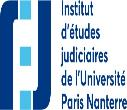 Institut
d'études
judiciaires
de l'Université
Paris Nanterre